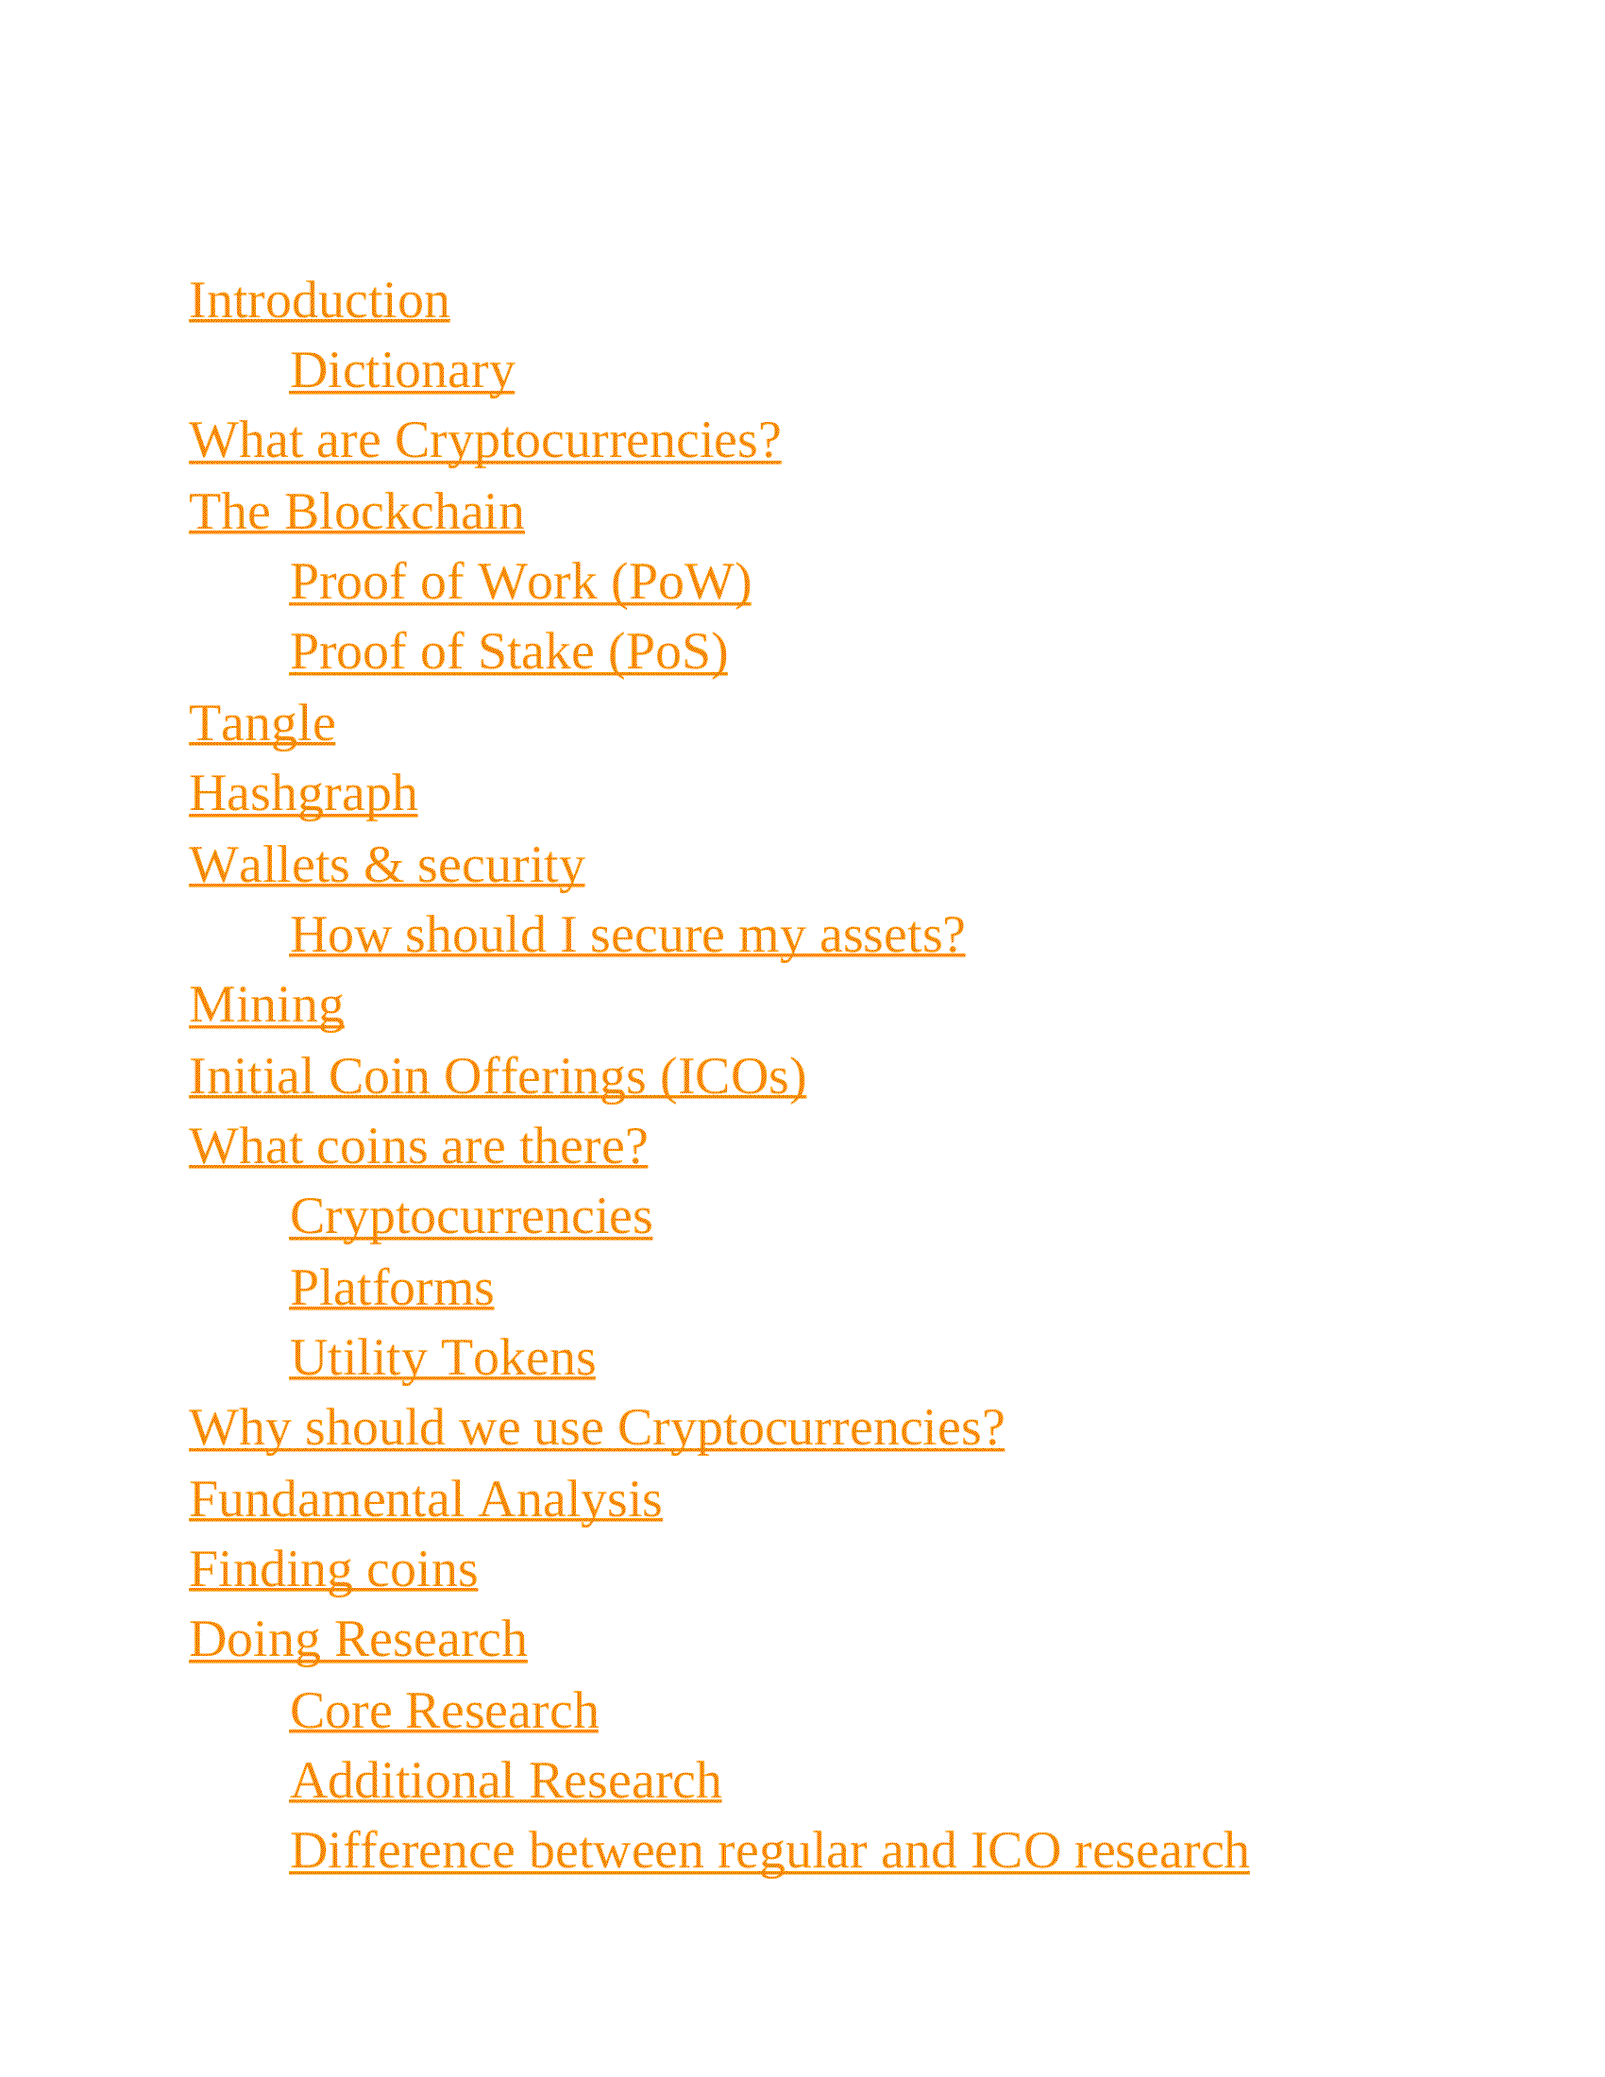 Introduction
Dictionary
What are Cryptocurrencies?
The Blockchain
Proof of Work (PoW)
Proof of Stake (PoS)
Tangle
Hashgraph
Wallets & security
How should I secure my assets?
Mining
Initial Coin Offerings (ICOs)
What coins are there?
Cryptocurrencies
Platforms
Utility Tokens
Why should we use Cryptocurrencies?
Fundamental Analysis
Finding coins
Doing Research
Core Research
Additional Research
Difference between regular and ICO research